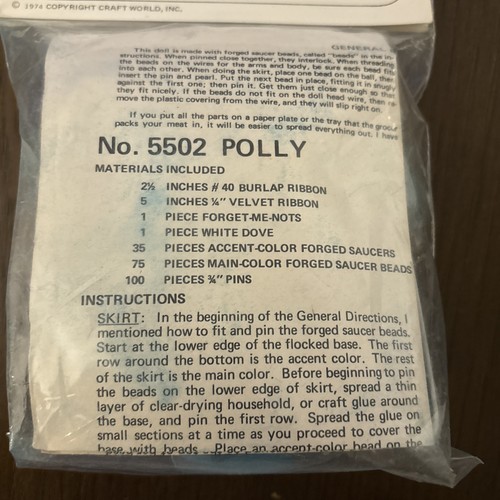 © 1974 COPYRIGHT CRAFT WORLD, INC.
GENERAL
This doll is made with forged saucer beads, called "beads" in the in-
structions. When pinned close together, they interlock. When threading
the beads on the wires for the arms and body, be sure each bead fits
into each other. When doing the skirt, place one bead on the ball, then
insert the pin and pearl. Put the next bead in place, fitting it in snugly
against the first one; then pin it. Get them just close enough so that
they fit nicely. If the beads do not fit on the doll head wire, then re-
move the plastic covering from the wire, and they will slip right on.
If you put all the parts on a paper plate or the tray that the grocer
packs your meat in, it will be easier to spread everything out. I have
No. 5502 POLLY
MATERIALS INCLUDED
2½ INCHES # 40 BURLAP RIBBON
5 INCHES ¼" VELVET RIBBON
1 PIECE FORGET-ME-NOTS
1 PIECE WHITE DOVE
35 PIECES ACCENT-COLOR FORGED SAUCERS
75 PIECES MAIN-COLOR FORGED SAUCER BEADS
100 PIECES ¾" PINS
INSTRUCTIONS
SKIRT: In the beginning of the General Directions, I
mentioned how to fit and pin the forged saucer beads.
Start at the lower edge of the flocked base. The first
row around the bottom is the accent color. The rest
of the skirt is the main color. Before beginning to pin
the beads on the lower edge of skirt, spread a thin
layer of clear-drying household, or craft glue around
the base, and pin the first row. Spread the glue on
small sections at a time as you proceed to cover the
base with beads. Place an accent-color bead on the